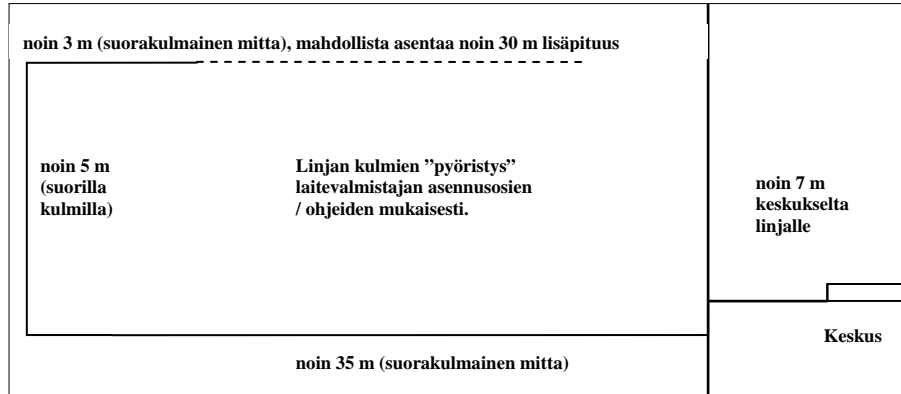 noin 3 m (suorakulmainen mitta), mahdollista asentaa noin 30 m lisäpituus
noin 5 m
(suorilla
kulmilla)
Linjan kulmien ”pyöristys”
laitevalmistajan asennusosien
/ ohjeiden mukaisesti.
noin 7 m
keskukselta
linjalle
Keskus
noin 35 m (suorakulmainen mitta)